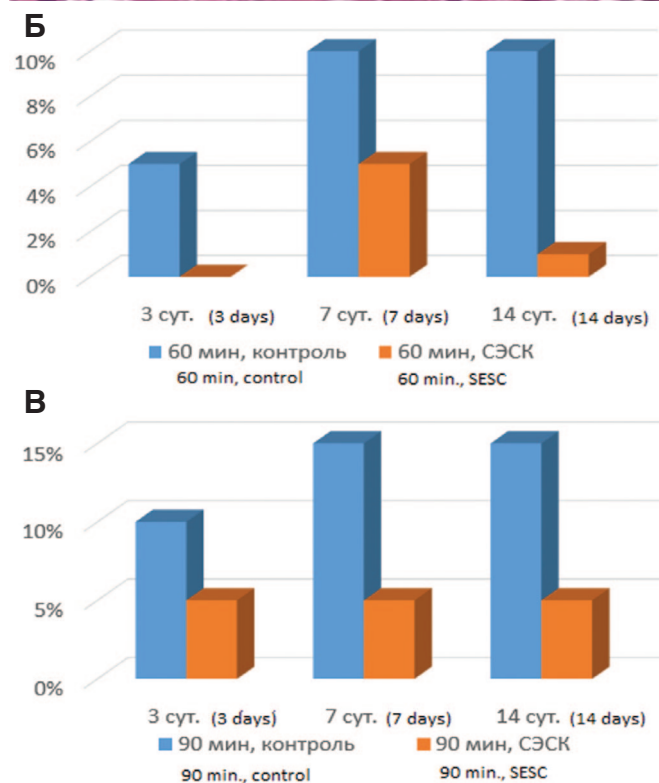 Б
10%
8%
6%
4%
2%
0%
3 сут. (3 days) 7 сут. (7 days) 14 сут. (14 days)
60 мин, контроль 60 мин, СЭСК
60 min, control 60 min., SESC
В
15%
10%
5%
0%
3 сут. (3 days) 7 сут. (7 days) 14 сут. (14 days)
90 мин, контроль 90 мин, СЭСК
90 min., control 90 min., SESC